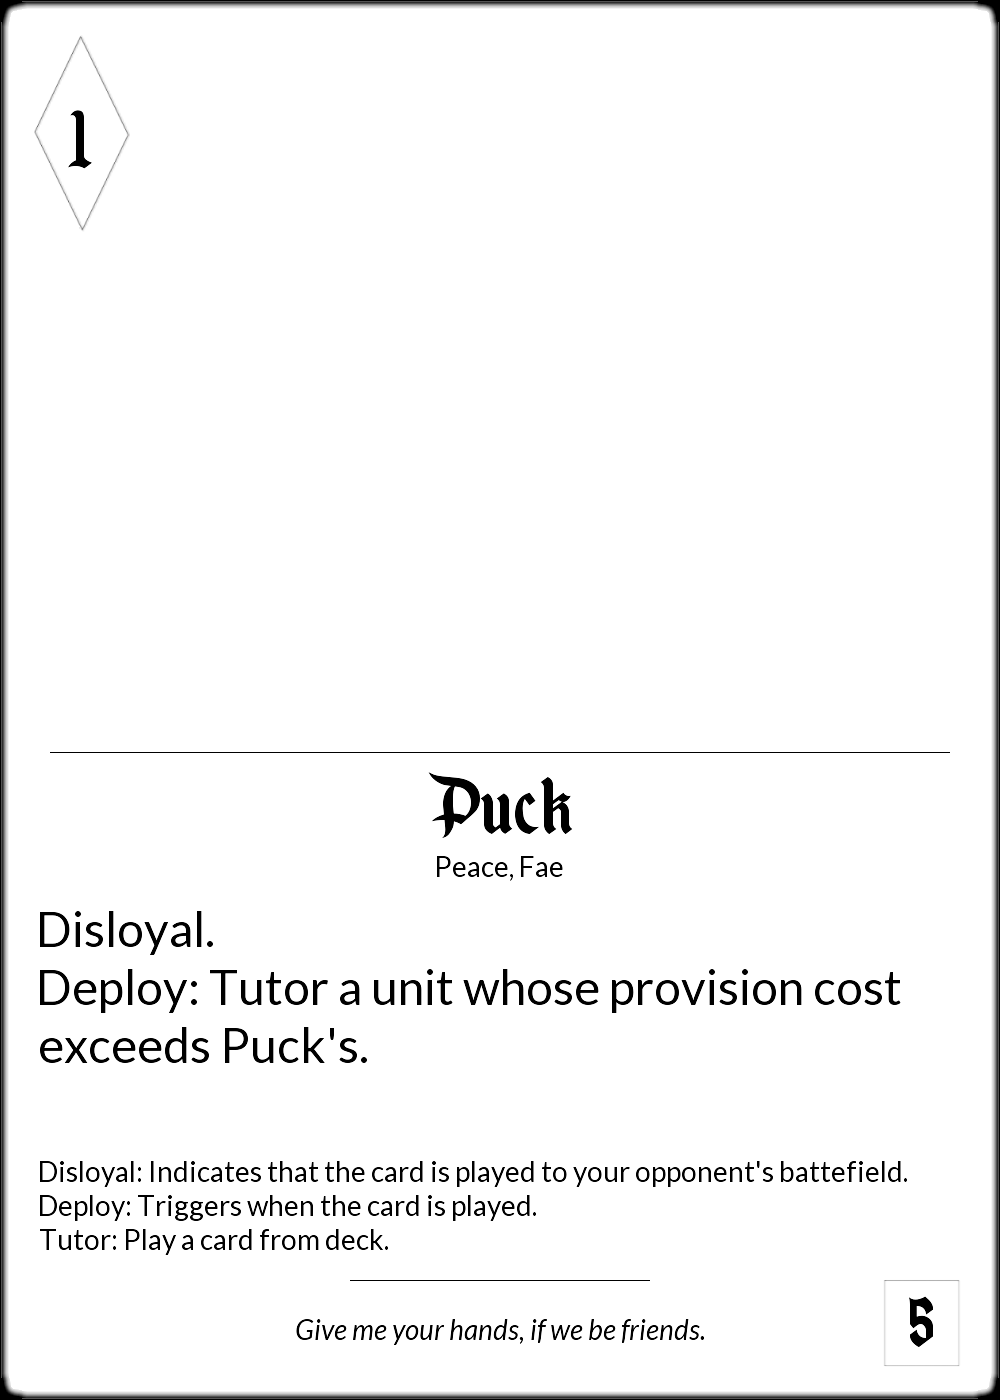 1
Puck
Peace, Fae
Disloyal.
Deploy: Tutor a unit whose provision cost
exceeds Puck's.
Disloyal: Indicates that the card is played to your opponent's battefield.
Deploy: Triggers when the card is played.
Tutor: Play a card from deck.
Give me your hands, if we be friends.
5